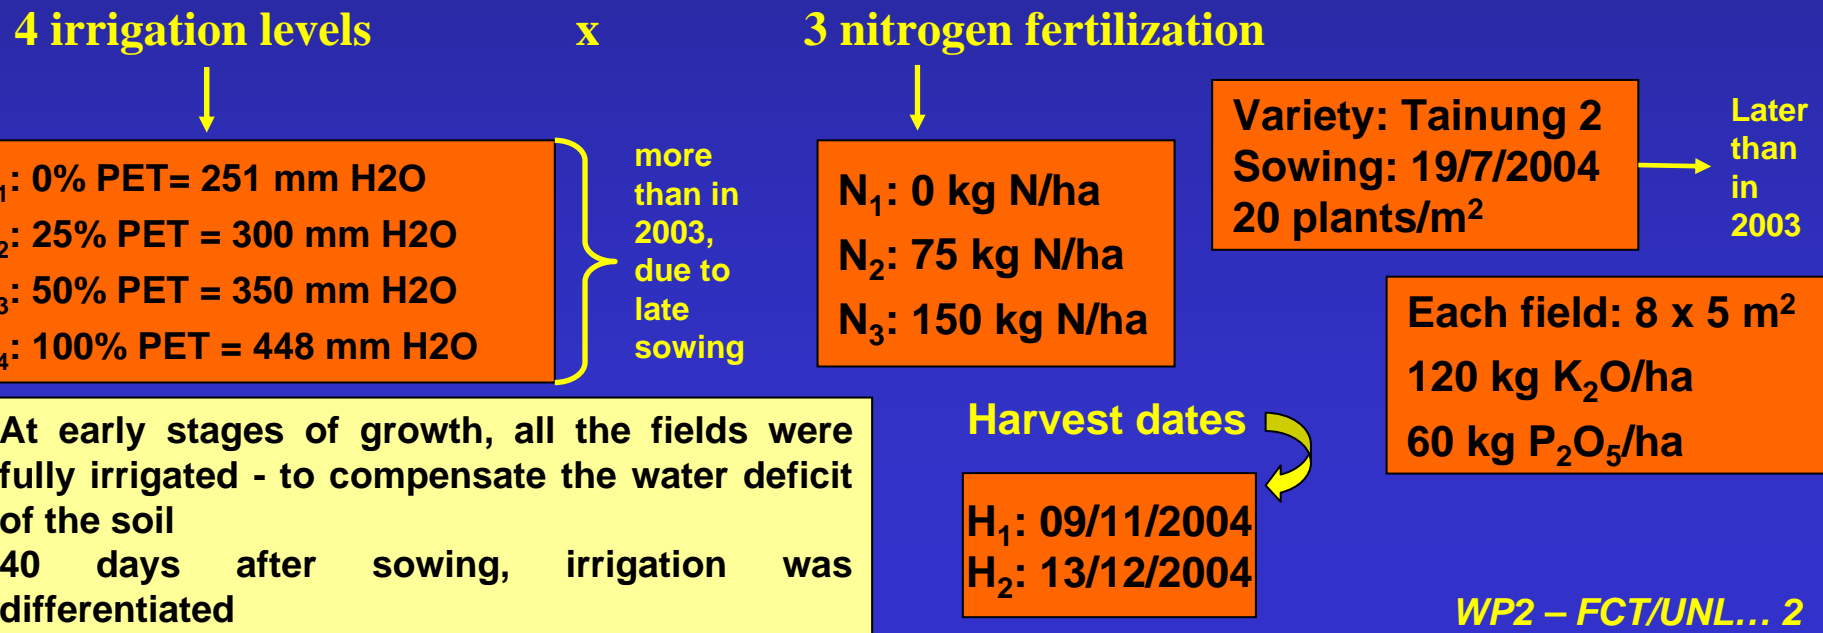 4 irrigation levels x 3 nitrogen fertilization
₁: 0% PET= 251 mm H2O
₂: 25% PET = 300 mm H2O
₃: 50% PET = 350 mm H2O
₄: 100% PET = 448 mm H2O
more
than in
2003,
due to
late
sowing
N₁: 0 kg N/ha
N₂: 75 kg N/ha
N₃: 150 kg N/ha
Variety: Tainung 2
Sowing: 19/7/2004
20 plants/m²
Later
than
in
2003
Each field: 8 x 5 m²
120 kg K₂O/ha
60 kg P₂O₅/ha
At early stages of growth, all the fields were
fully irrigated - to compensate the water deficit
of the soil
40 days after sowing, irrigation was
differentiated
Harvest dates
H₁: 09/11/2004
H₂: 13/12/2004
WP2 – FCT/UNL... 2